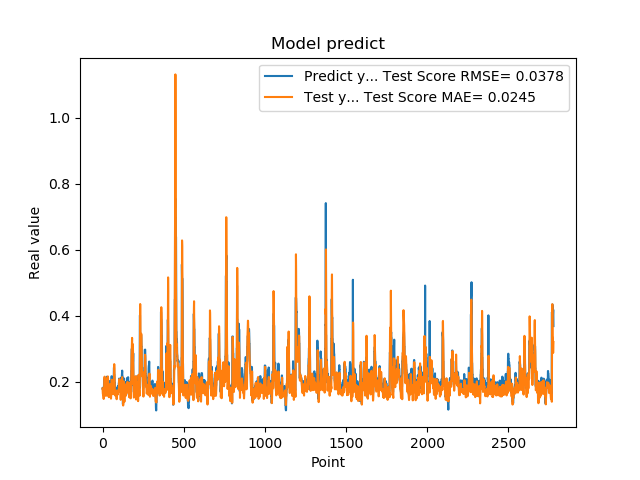 Model predict
Predict y... Test Score RMSE= 0.0378
Test y... Test Score MAE= 0.0245
Real value
1.0
0.8
0.6
0.4
0.2
0 500 1000 1500 2000 2500
Point